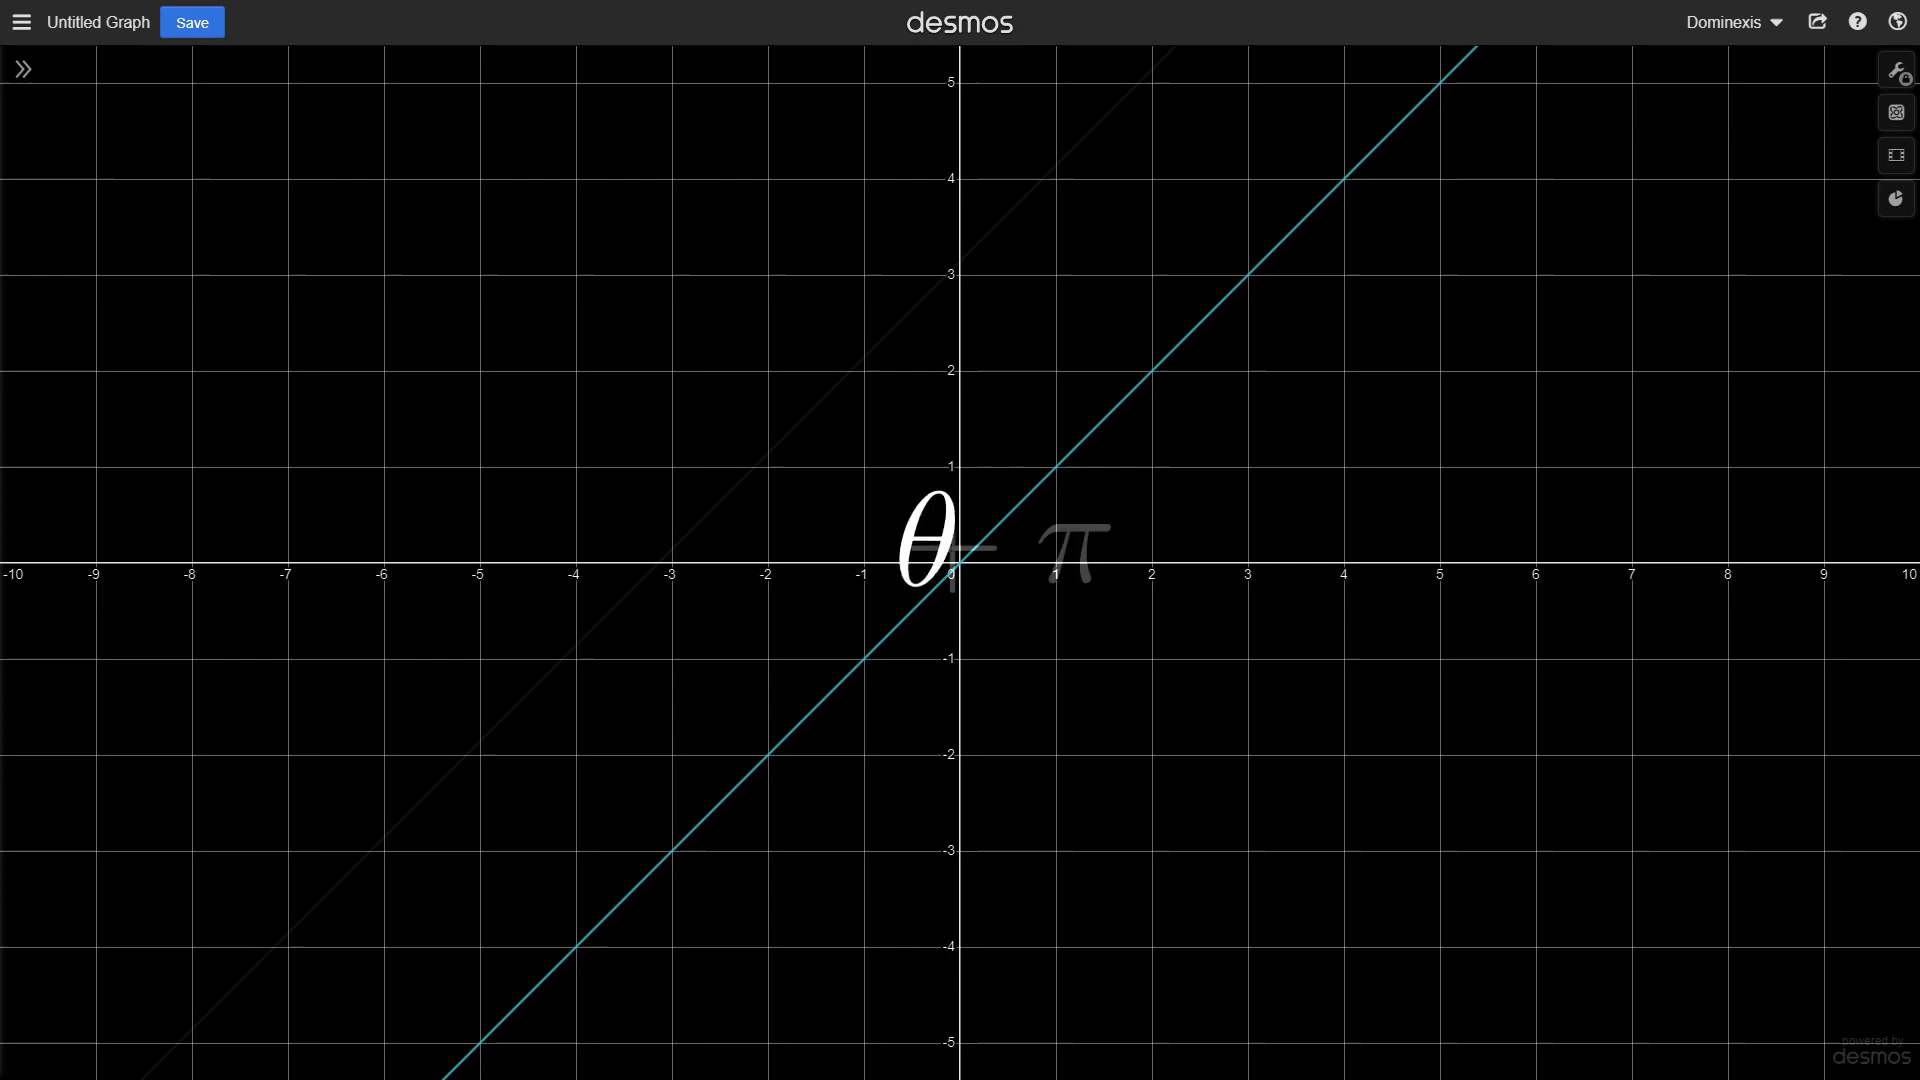 Untitled Graph Save desmos Dominexis
5
4
3
2
1
θ + π
-10 -9 -8 -7 -6 -5 -4 -3 -2 -1 0 1 2 3 4 5 6 7 8 9 10
-1
-2
-3
-4
-5
powered by
desmos